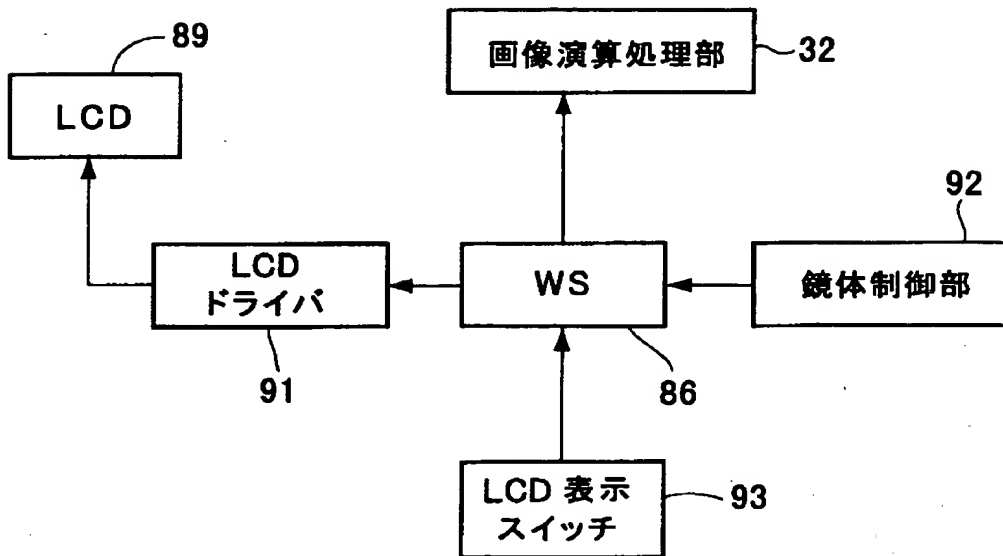 89
LCD
画像演算処理部
32
92
LCD
ドライバ
91
WS
86
鏡体制御部
LCD 表示
スイッチ
93